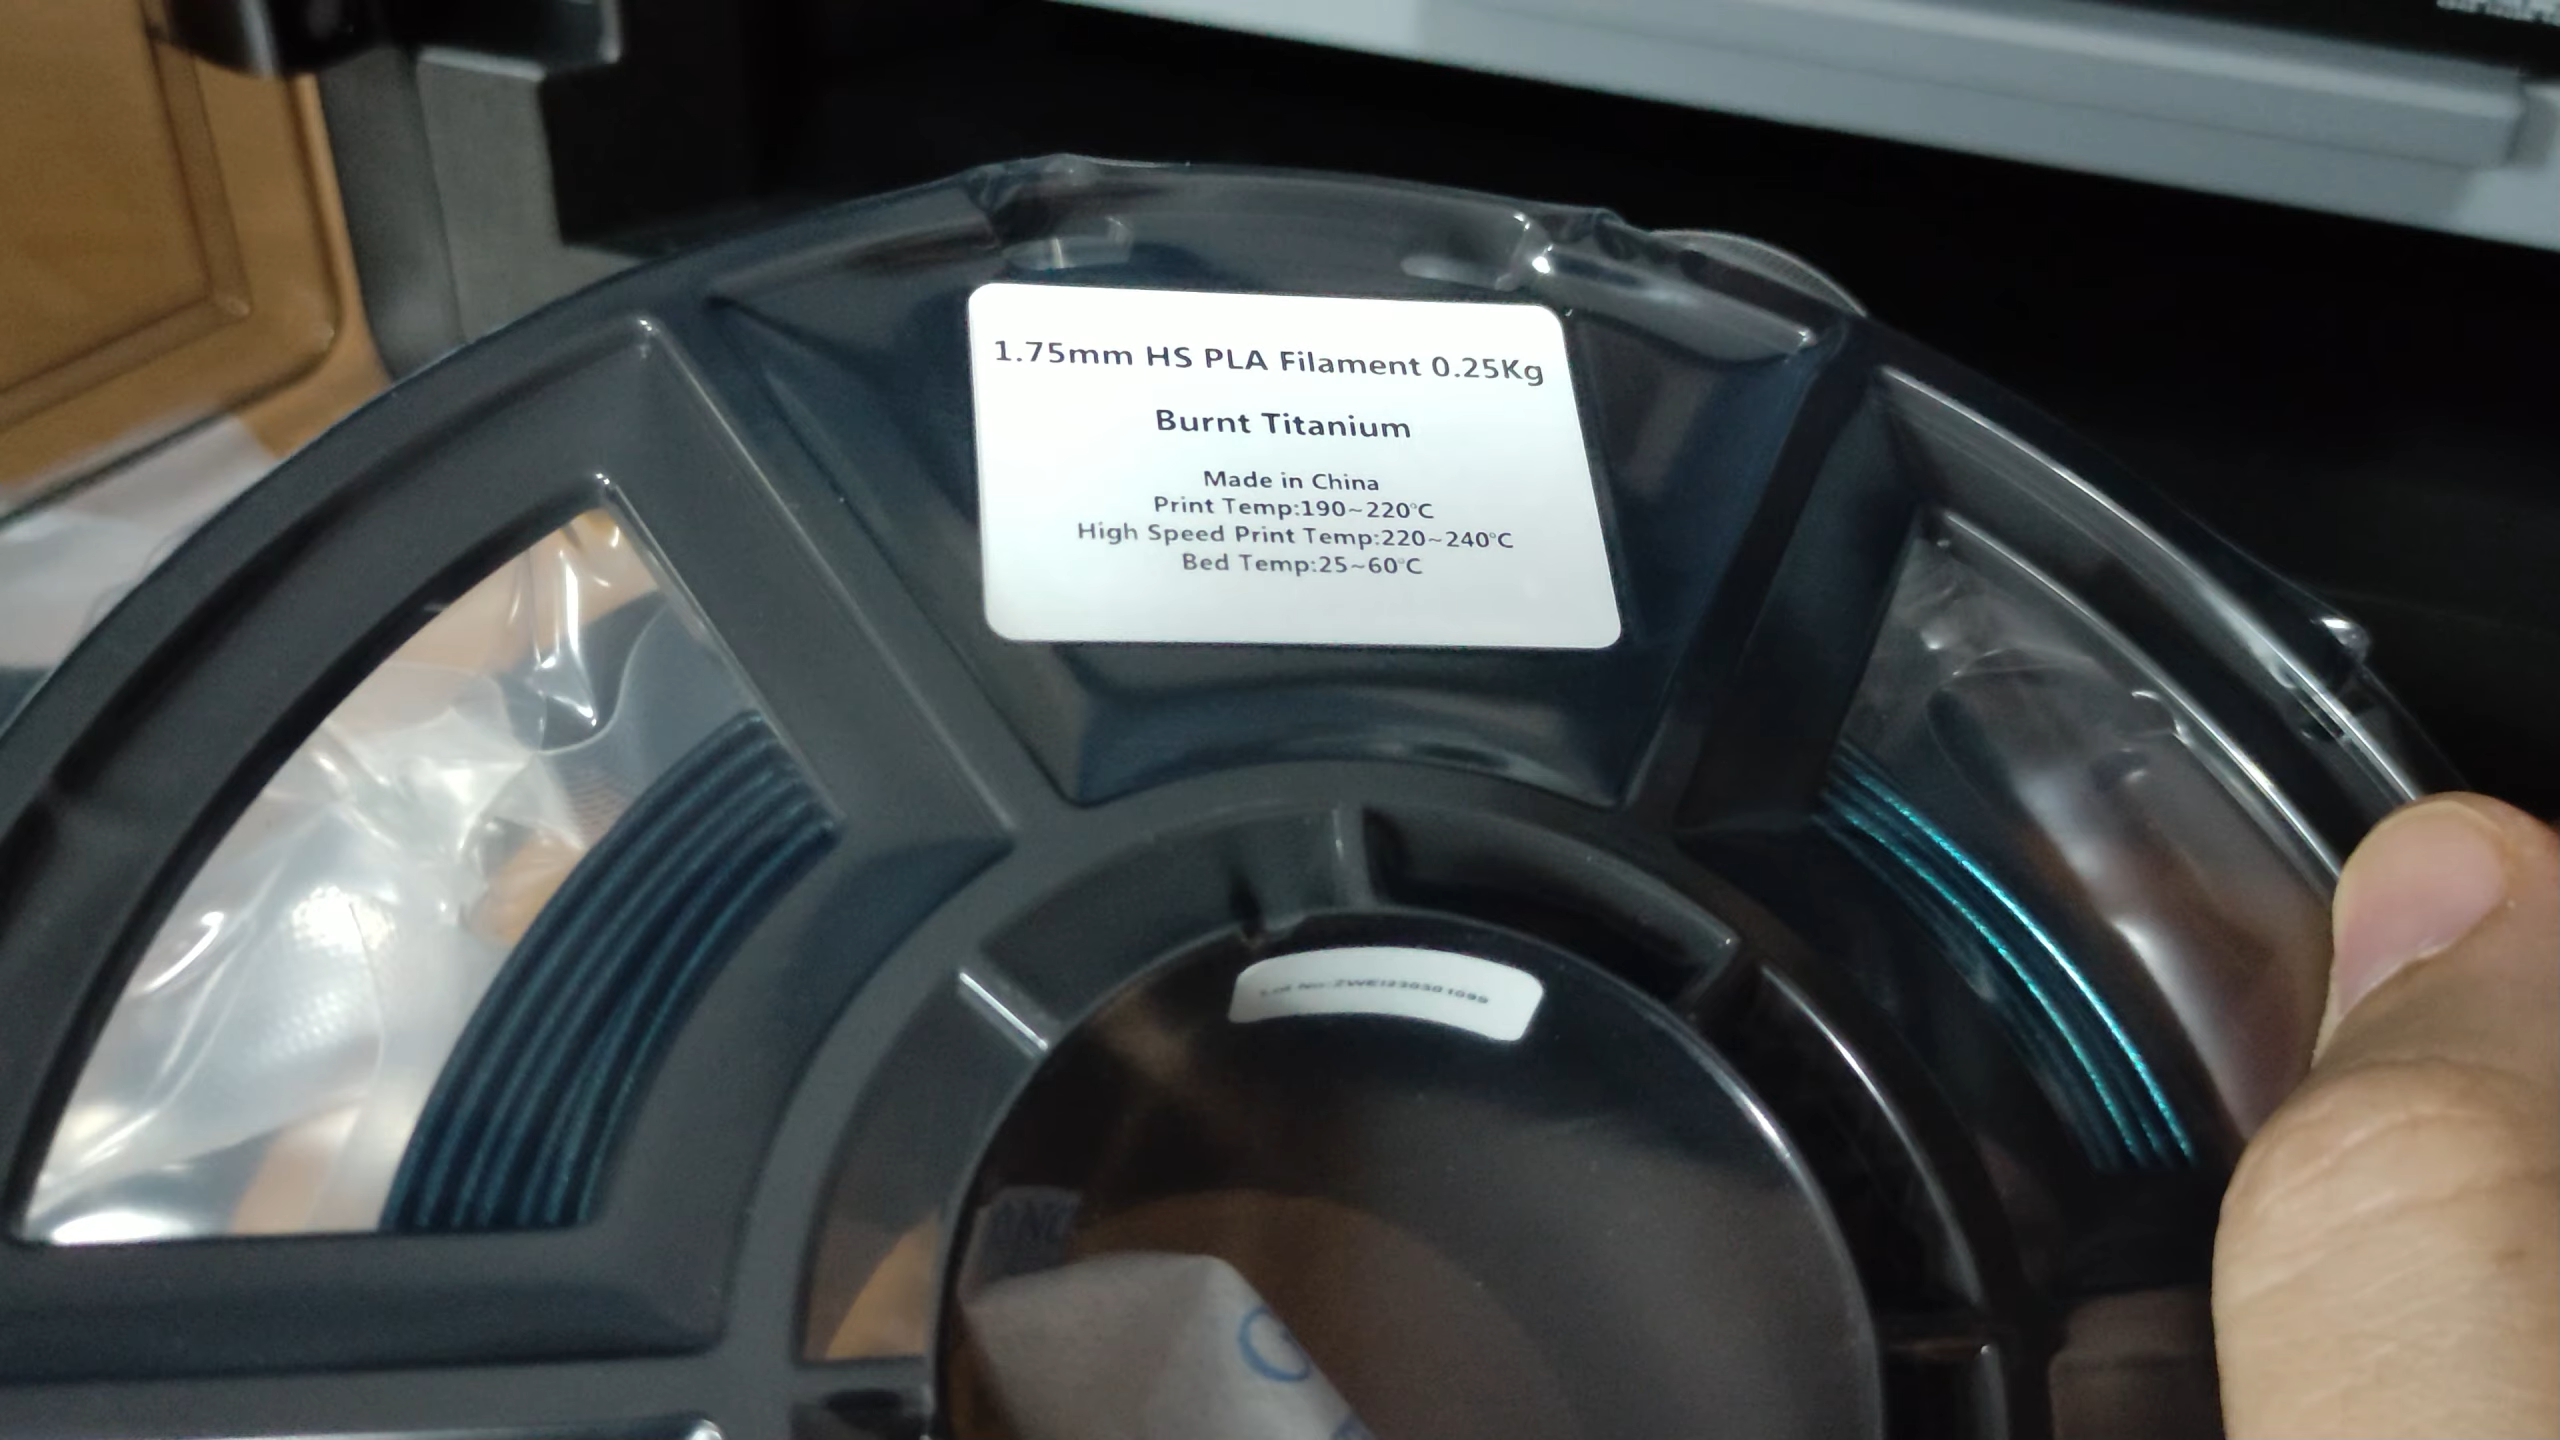 1.75mm HS PLA Filament 0.25Kg
Burnt Titanium
Made in China
Print Temp:190~220°C
High Speed Print Temp:220~240°C
Bed Temp:25~60°C